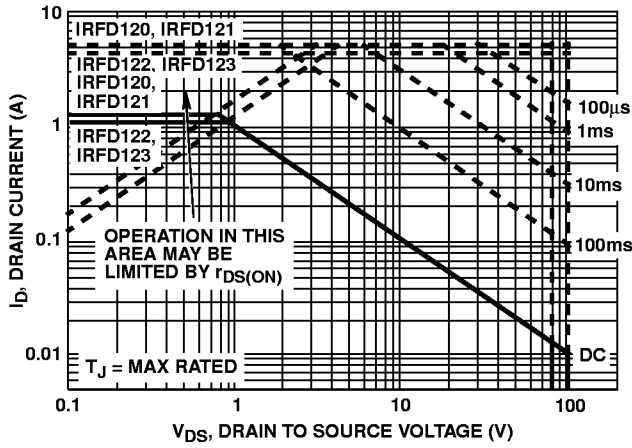 10
IRFD120, IRFD121
IRFD122, IRFD123
IRFD120,
IRFD121
1
IRFD122,
IRFD123
100µs
1ms
10ms
100ms
0.1
OPERATION IN THIS
AREA MAY BE
LIMITED BY rDS(ON)
0.01
TJ = MAX RATED
DC
0.1
1
10
100
ID, DRAIN CURRENT (A)
VDS, DRAIN TO SOURCE VOLTAGE (V)